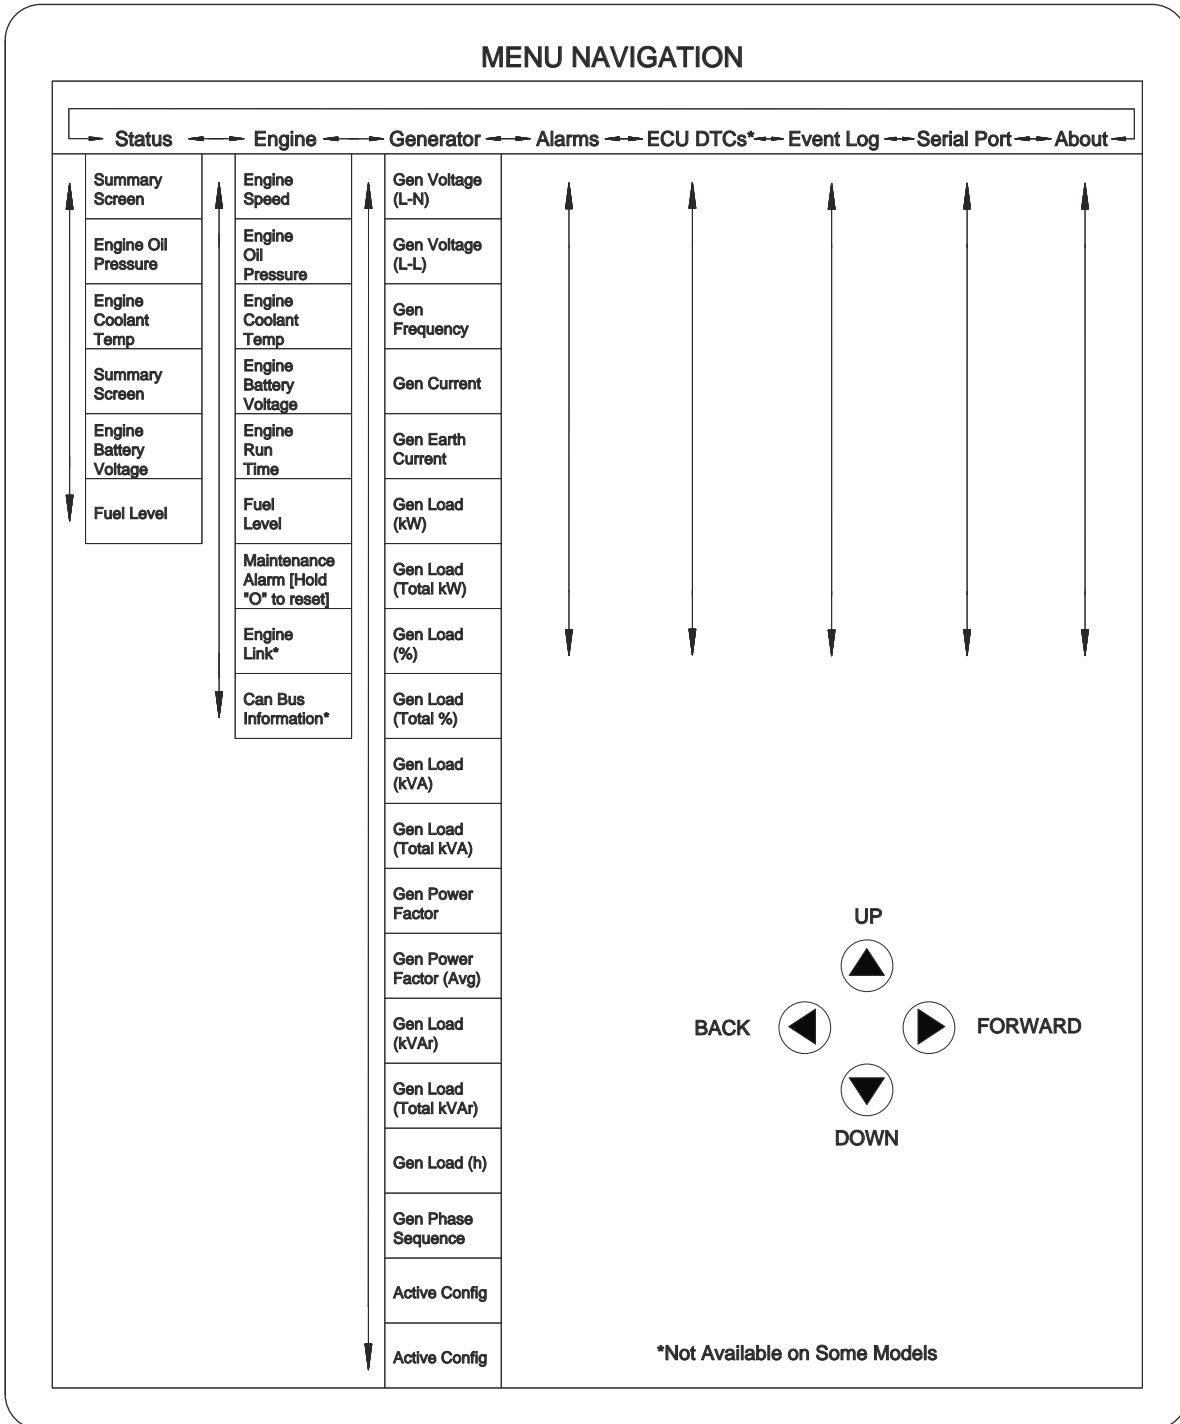 MENU NAVIGATION
Status Engine Generator Alarms ECU DTCs* Event Log Serial Port About
Summary
Screen
Engine Oil
Pressure
Engine
Coolant
Temp
Summary
Screen
Engine
Battery
Voltage
Fuel Level
Engine
Speed
Engine
Oil
Pressure
Engine
Coolant
Temp
Engine
Battery
Voltage
Engine
Run
Time
Fuel
Level
Maintenance
Alarm [Hold
"O" to reset]
Engine
Link*
Can Bus
Information*
Gen Voltage
(L-N)
Gen Voltage
(L-L)
Gen
Frequency
Gen Current
Gen Earth
Current
Gen Load
(kW)
Gen Load
(Total kW)
Gen Load
(%)
Gen Load
(Total %)
Gen Load
(kVA)
Gen Load
(Total kVA)
Gen Power
Factor
Gen Power
Factor (Avg)
Gen Load
(kVAr)
Gen Load
(Total kVAr)
Gen Load (h)
Gen Phase
Sequence
Active Config
Active Config
UP
BACK
FORWARD
DOWN
*Not Available on Some Models